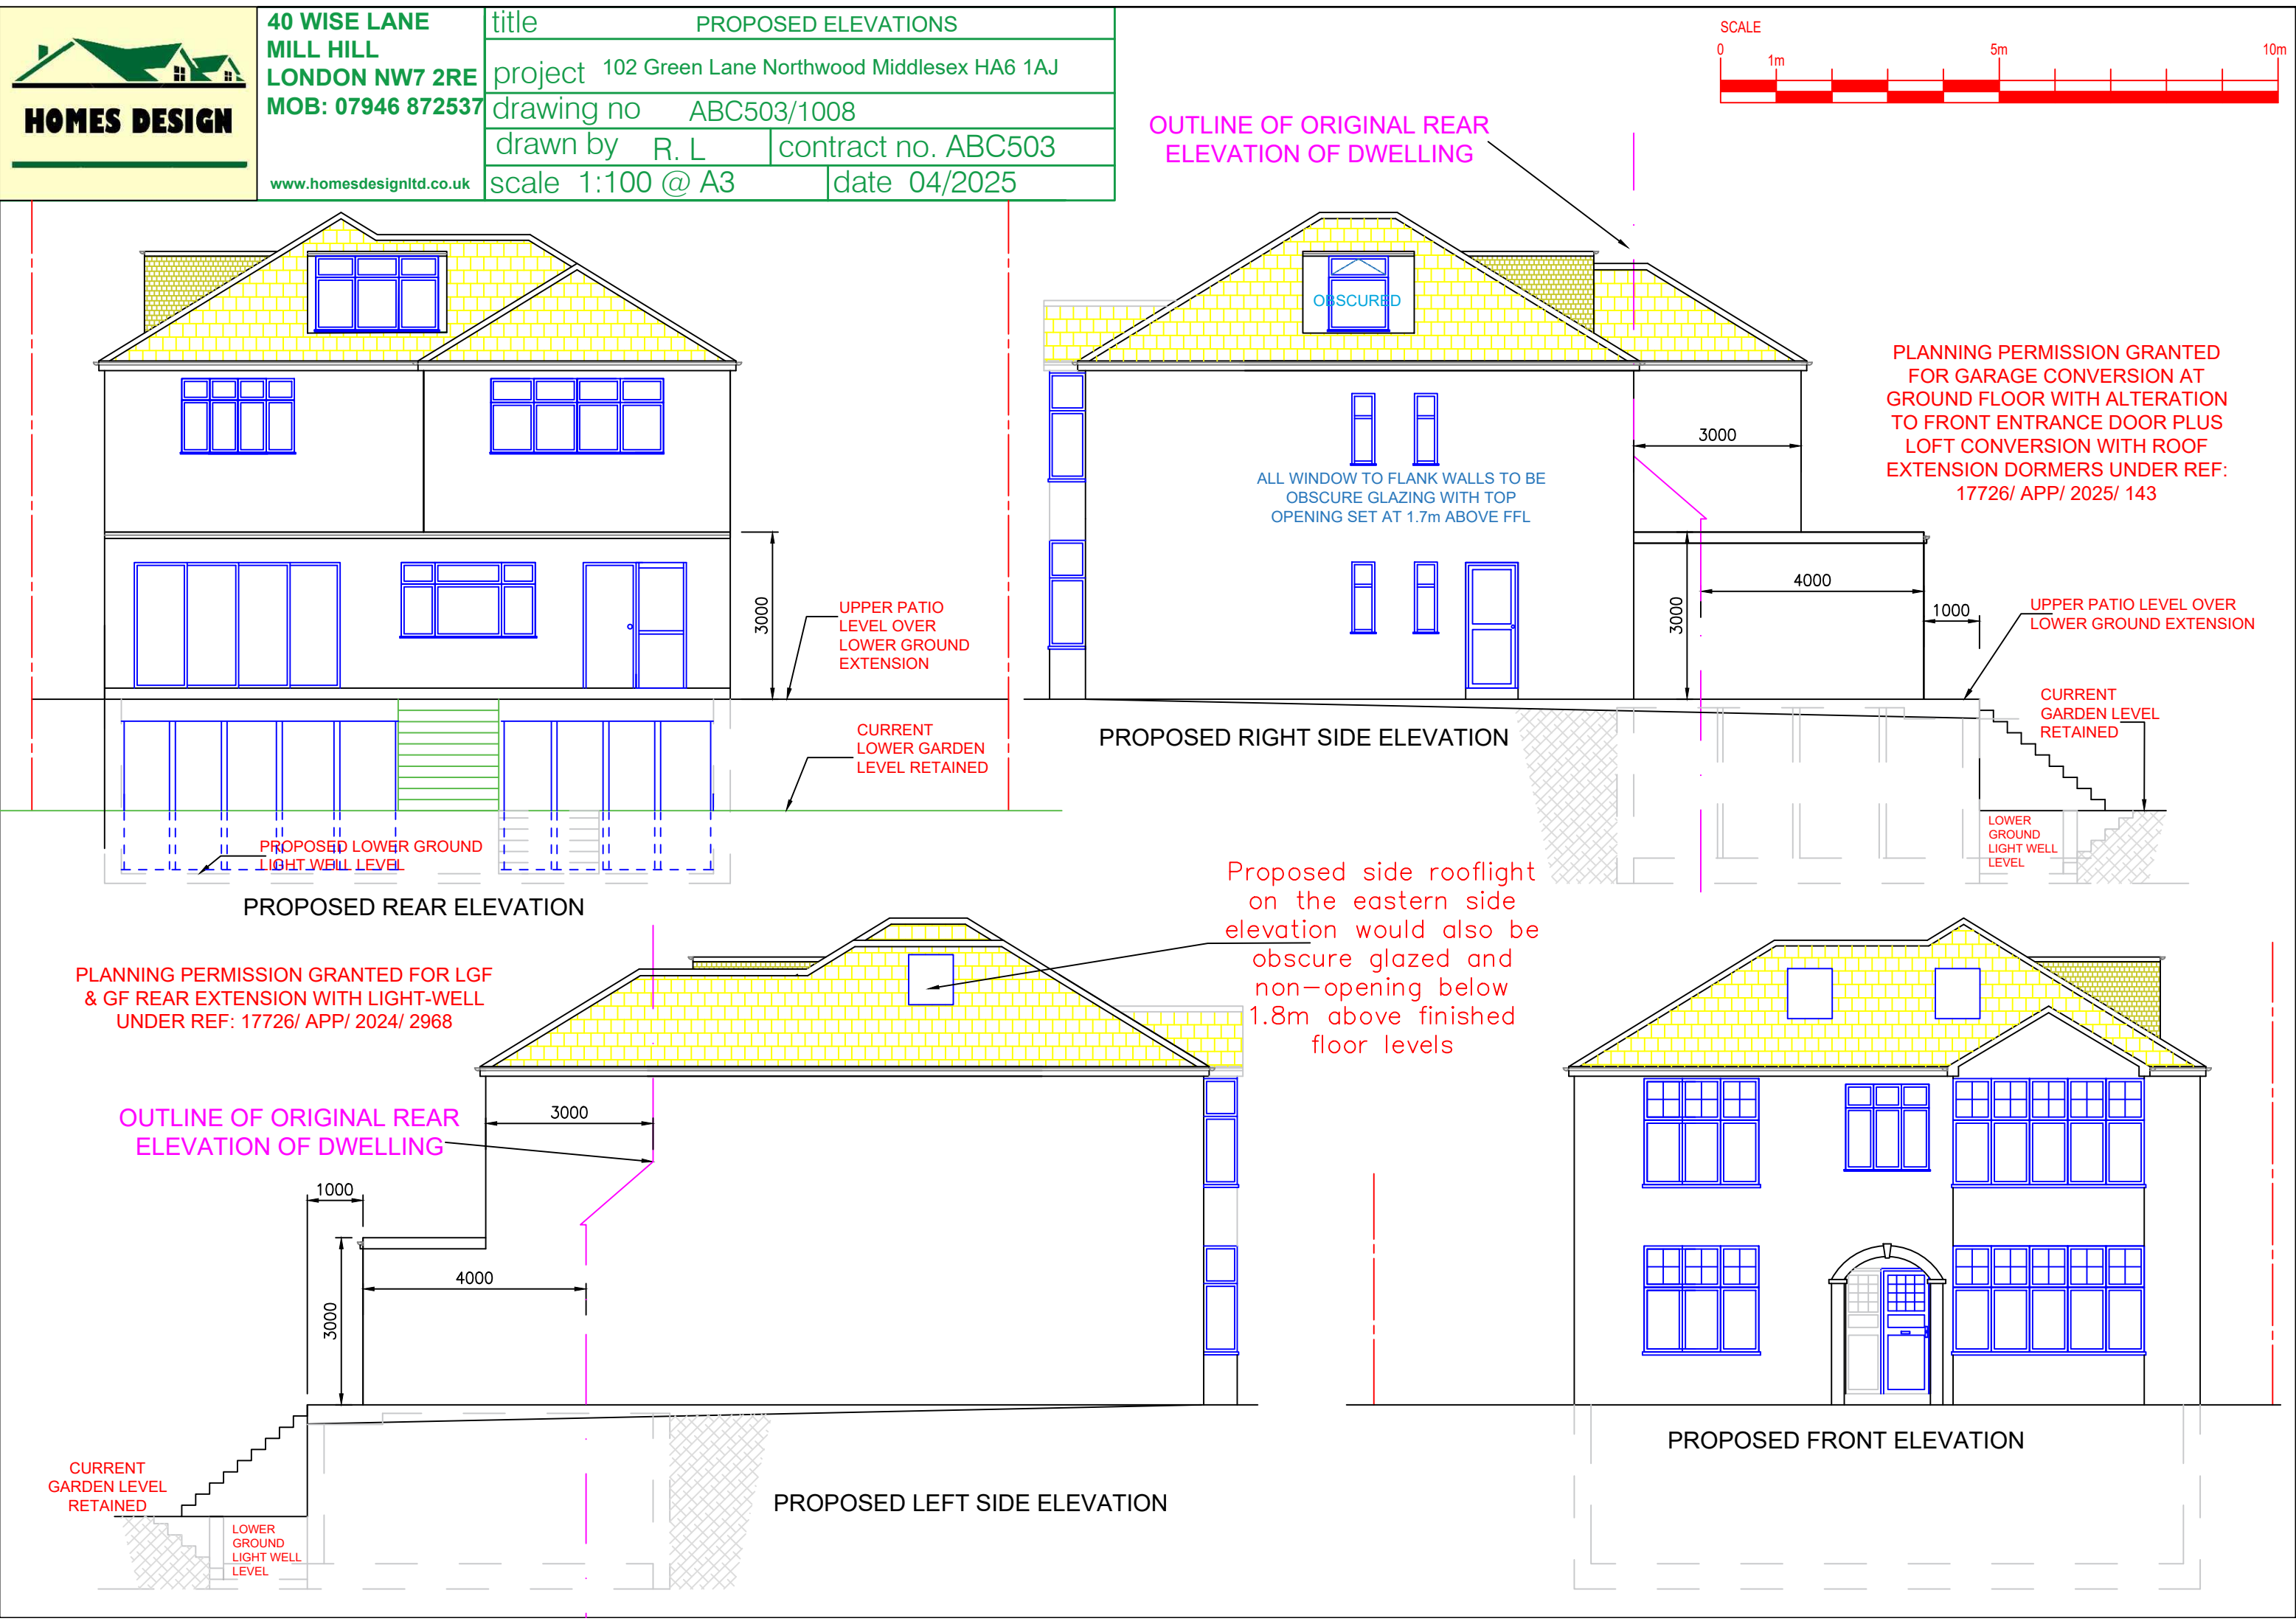 HOMES DESIGN
40 WISE LANE
MILL HILL
LONDON NW7 2RE
MOB: 07946 872537
www.homesdesignltd.co.uk
title PROPOSED ELEVATIONS
project 102 Green Lane Northwood Middlesex HA6 1AJ
drawing no ABC503/1008
drawn by R. L contract no. ABC503
scale 1:100 @ A3 date 04/2025
SCALE
0 1m 5m 10m
OUTLINE OF ORIGINAL REAR
ELEVATION OF DWELLING
OBSCURED
PLANNING PERMISSION GRANTED
FOR GARAGE CONVERSION AT
GROUND FLOOR WITH ALTERATION
TO FRONT ENTRANCE DOOR PLUS
LOFT CONVERSION WITH ROOF
EXTENSION DORMERS UNDER REF:
17726/ APP/ 2025/ 143
3000
ALL WINDOW TO FLANK WALLS TO BE
OBSCURE GLAZING WITH TOP
OPENING SET AT 1.7m ABOVE FFL
3000
4000
1000
UPPER PATIO LEVEL OVER
LOWER GROUND EXTENSION
CURRENT
GARDEN LEVEL
RETAINED
LOWER
GROUND
LIGHT WELL
LEVEL
PROPOSED RIGHT SIDE ELEVATION
3000
UPPER PATIO
LEVEL OVER
LOWER GROUND
EXTENSION
CURRENT
LOWER GARDEN
LEVEL RETAINED
PROPOSED LOWER GROUND
LIGHT WELL LEVEL
PROPOSED REAR ELEVATION
PLANNING PERMISSION GRANTED FOR LGF
& GF REAR EXTENSION WITH LIGHT-WELL
UNDER REF: 17726/ APP/ 2024/ 2968
Proposed side rooflight
on the eastern side
elevation would also be
obscure glazed and
non-opening below
1.8m above finished
floor levels
OUTLINE OF ORIGINAL REAR
ELEVATION OF DWELLING
3000
1000
4000
3000
CURRENT
GARDEN LEVEL
RETAINED
LOWER
GROUND
LIGHT WELL
LEVEL
PROPOSED LEFT SIDE ELEVATION
PROPOSED FRONT ELEVATION